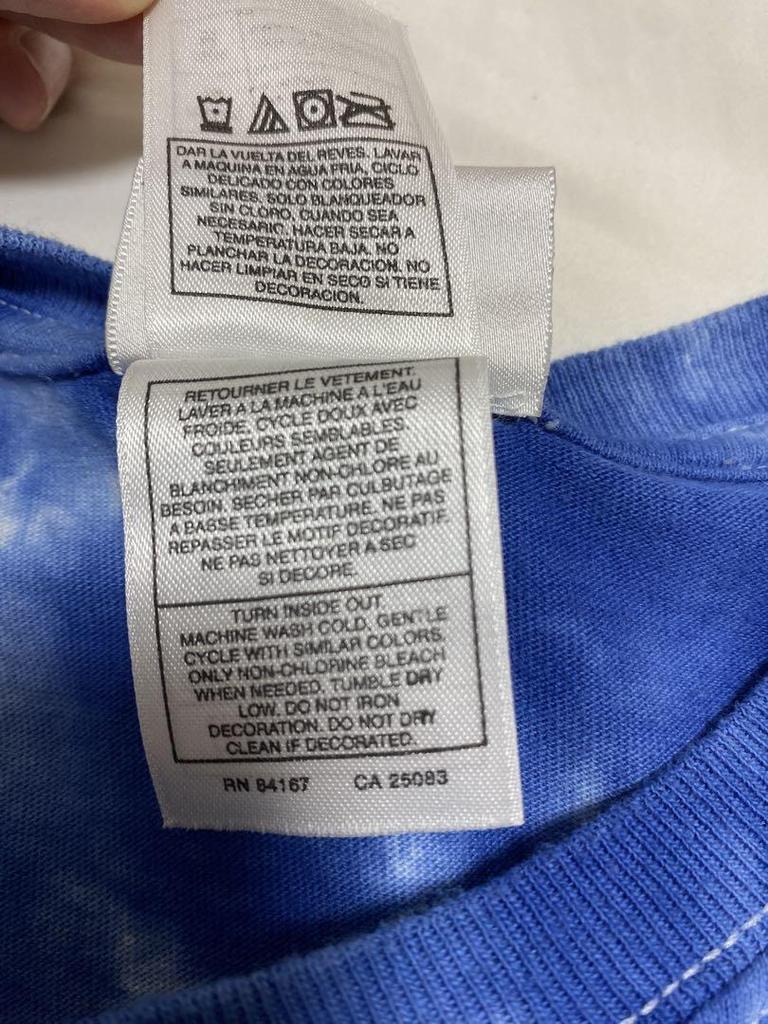 DAR LA VUELTA DEL REVES. LAVAR
A MAQUINA EN AGUA FRIA, CICLO
DELICADO CON COLORES
SIMILARES. SOLO BLANQUEADOR
SIN CLORO, CUANDO SEA
NECESARIC. HACER SECAR A
TEMPERATURA BAJA. NO
PLANCHAR LA DECORACION. NO
HACER LIMPIAR EN SECO SI TIENE
DECORACION.
RETOURNER LE VETEMENT.
LAVER A LA MACHINE A L'EAU
FROIDE, CYCLE DOUX AVEC
COULEURS SEMBLABLES.
SEULEMENT AGENT DE
BLANCHIMENT NON-CHLORE AU
BESOIN. SECHER PAR CULBUTAGE
A BASSE TEMPERATURE. NE PAS
REPASSER LE MOTIF DECORATIF.
NE PAS NETTOYER A SEC
SI DECORE.
TURN INSIDE OUT.
MACHINE WASH COLD, GENTLE
CYCLE WITH SIMILAR COLORS.
ONLY NON-CHLORINE BLEACH
WHEN NEEDED. TUMBLE DRY
LOW. DO NOT IRON
DECORATION. DO NOT DRY
CLEAN IF DECORATED.
RN 84167 CA 25083